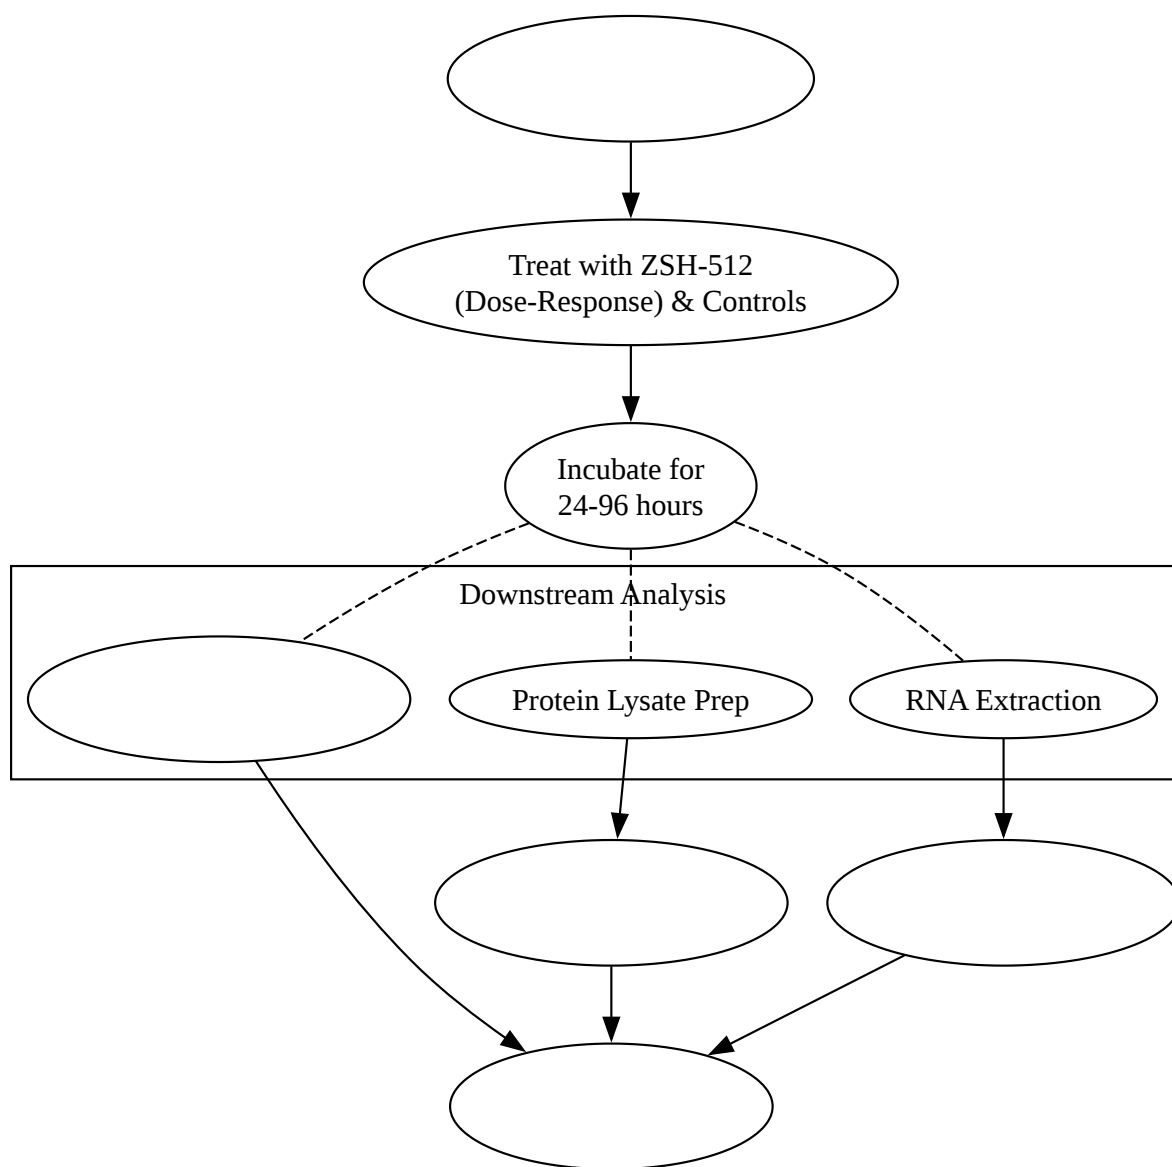 Treat with ZSH-512
(Dose-Response) & Controls
Incubate for
24-96 hours
Downstream Analysis
Protein Lysate Prep
RNA Extraction